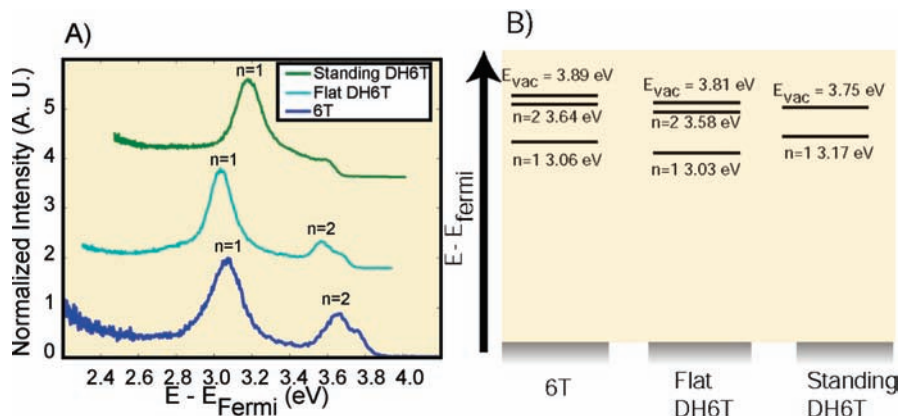 A)
Normalized Intensity (A. U.)
5
4
3
2
1
0
n=1
Standing DH6T
Flat DH6T
6T
n=1
n=2
n=1
n=2
2.4 2.6 2.8 3.0 3.2 3.4 3.6 3.8 4.0
E - EFermi (eV)
B)
E - Efermi
Evac = 3.89 eV
n=2 3.64 eV
n=1 3.06 eV
Evac = 3.81 eV
n=2 3.58 eV
n=1 3.03 eV
Evac = 3.75 eV
n=1 3.17 eV
6T
Flat
DH6T
Standing
DH6T